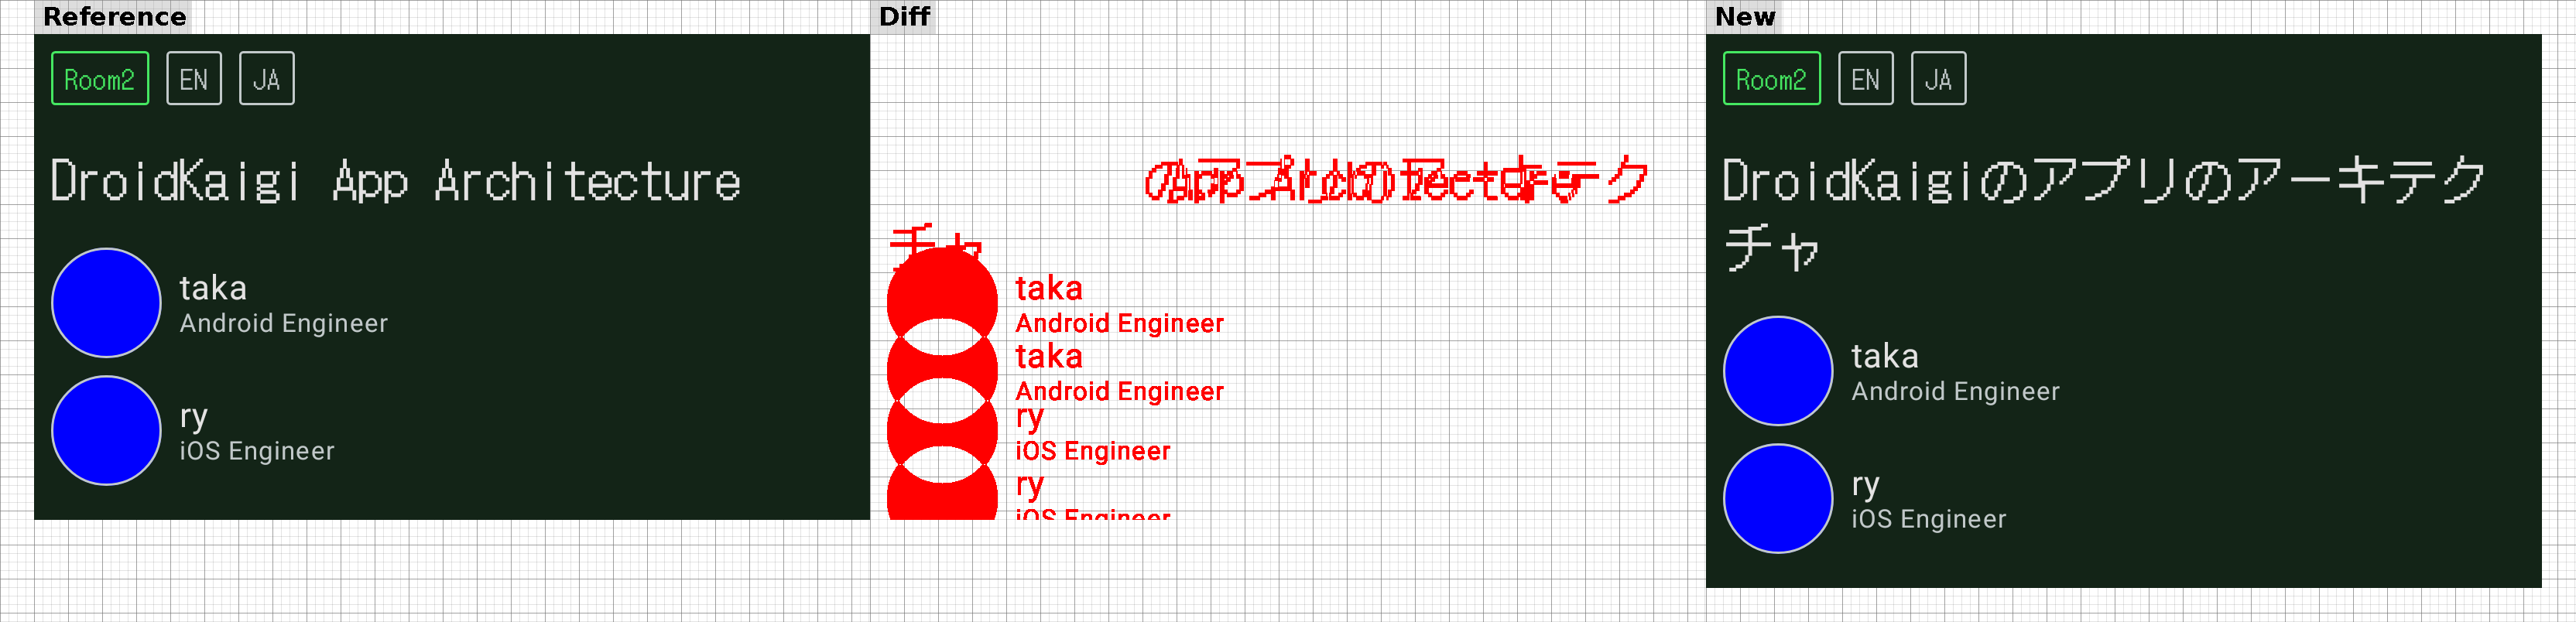 Reference
Room2 EN JA
DroidKaigi App Architecture
taka
Android Engineer
ry
iOS Engineer
Diff
チャ
taka
Android Engineer
taka
Android Engineer
ry
iOS Engineer
ry
iOS Engineer
New
Room2 EN JA
DroidKaigiのアプリのアーキテク
チャ
taka
Android Engineer
ry
iOS Engineer